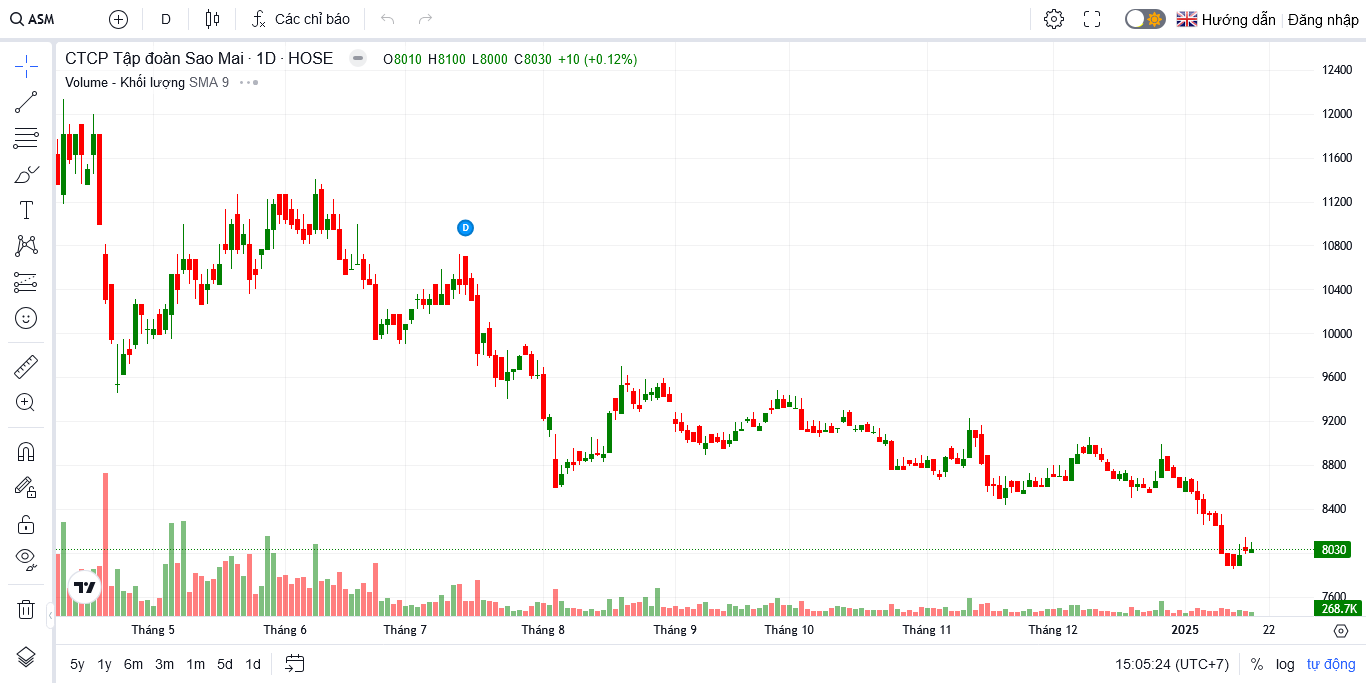 ASM D Các chỉ báo Hướng dẫn Đăng nhập
CTCP Tập đoàn Sao Mai · 1D · HOSE O8010 H8100 L8000 C8030 +10 (+0.12%)
Volume - Khối lượng SMA 9
12400
12000
11600
11200
10800
D
10400
10000
9600
9200
8800
8400
8030
7600
268.7K
Tháng 5 Tháng 6 Tháng 7 Tháng 8 Tháng 9 Tháng 10 Tháng 11 Tháng 12 2025 22
5y 1y 6m 3m 1m 5d 1d 15:05:24 (UTC+7) % log tự động